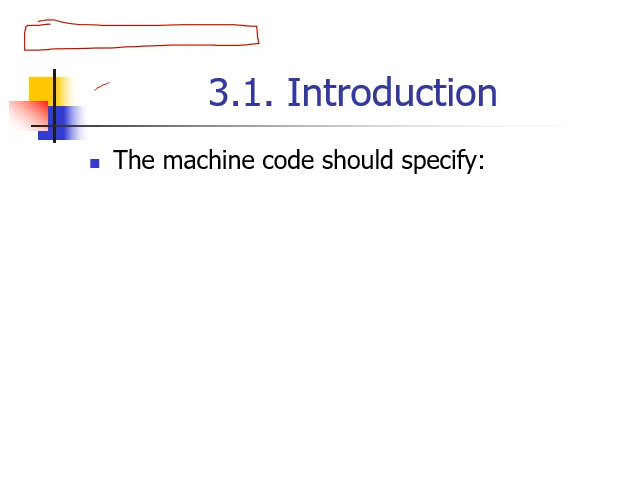 3.1. Introduction
The machine code should specify: